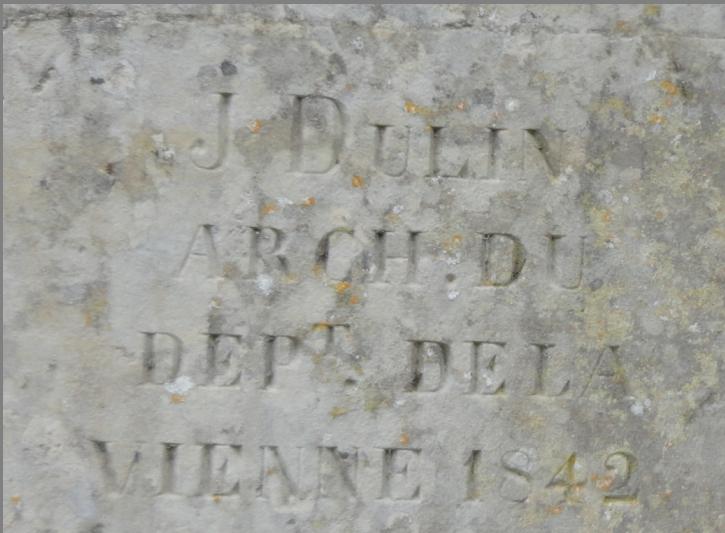 J DULIN
ARCH. DU
DEPT. DE LA
VIENNE 1842